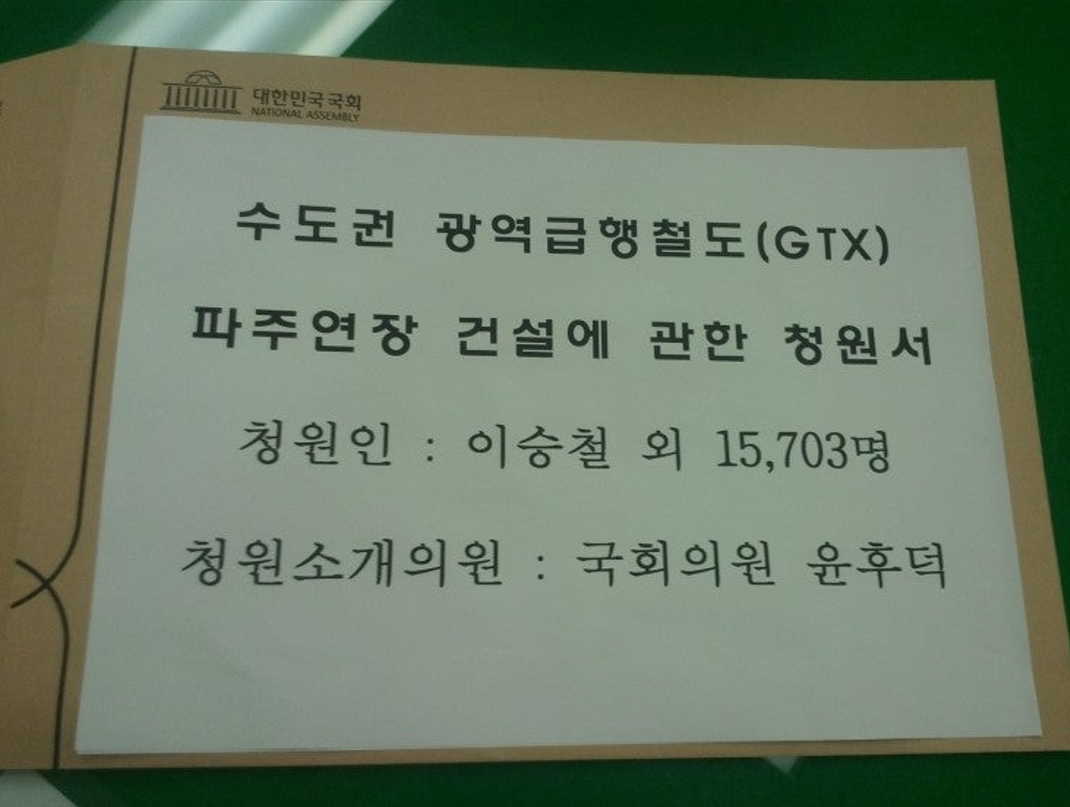 대한민국국회
NATIONAL ASSEMBLY
수도권 광역급행철도(GTX)
파주연장 건설에 관한 청원서
청원인 : 이승철 외 15,703명
청원소개의원 : 국회의원 윤후덕